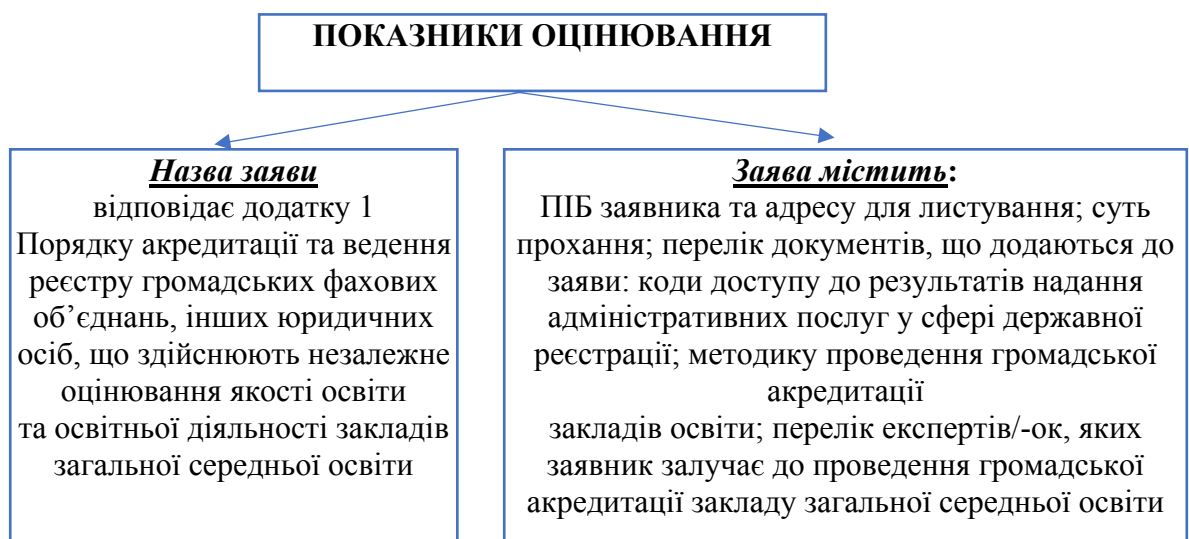 ПОКАЗНИКИ ОЦІНЮВАННЯ
Назва заяви
відповідає додатку 1
Порядку акредитації та ведення
реєстру громадських фахових
об’єднань, інших юридичних
осіб, що здійснюють незалежне
оцінювання якості освіти
та освітньої діяльності закладів
загальної середньої освіти
Заява містить:
ПІБ заявника та адресу для листування; суть
прохання; перелік документів, що додаються до
заяви: коди доступу до результатів надання
адміністративних послуг у сфері державної
реєстрації; методику проведення громадської
акредитації
закладів освіти; перелік експертів/-ок, яких
заявник залучає до проведення громадської
акредитації закладу загальної середньої освіти